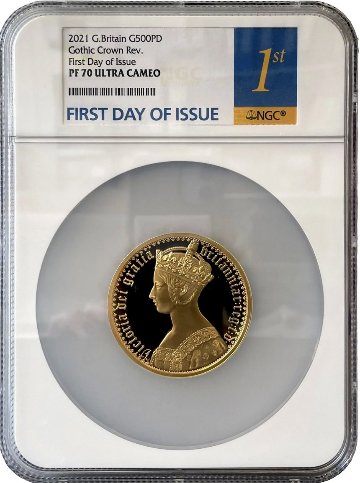 2021 G.Britain G500PD
Gothic Crown Rev.
First Day of Issue
PF 70 ULTRA CAMEO
1st
NGC®
FIRST DAY OF ISSUE
Victoria dei gratia
britanniar: reg: f:d: